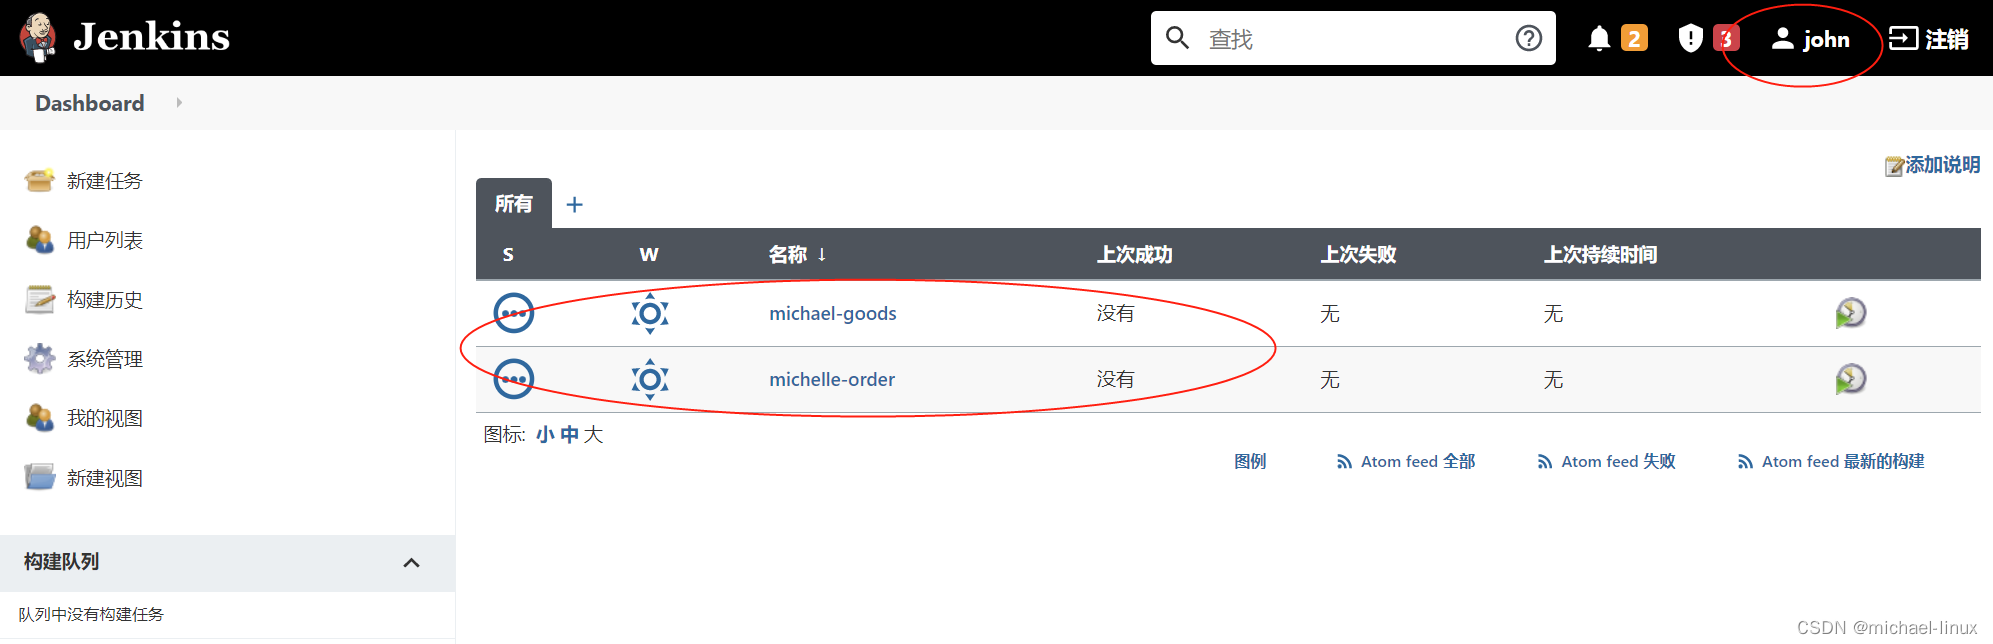 Jenkins
查找
2
3
john
注销
Dashboard
新建任务
用户列表
构建历史
系统管理
我的视图
新建视图
构建队列
队列中没有构建任务
添加说明
所有 +
S W 名称 ↓ 上次成功 上次失败 上次持续时间
michael-goods 没有 无 无
michelle-order 没有 无 无
图标: 小 中 大
图例 Atom feed 全部 Atom feed 失败 Atom feed 最新的构建
CSDN @michael-linux